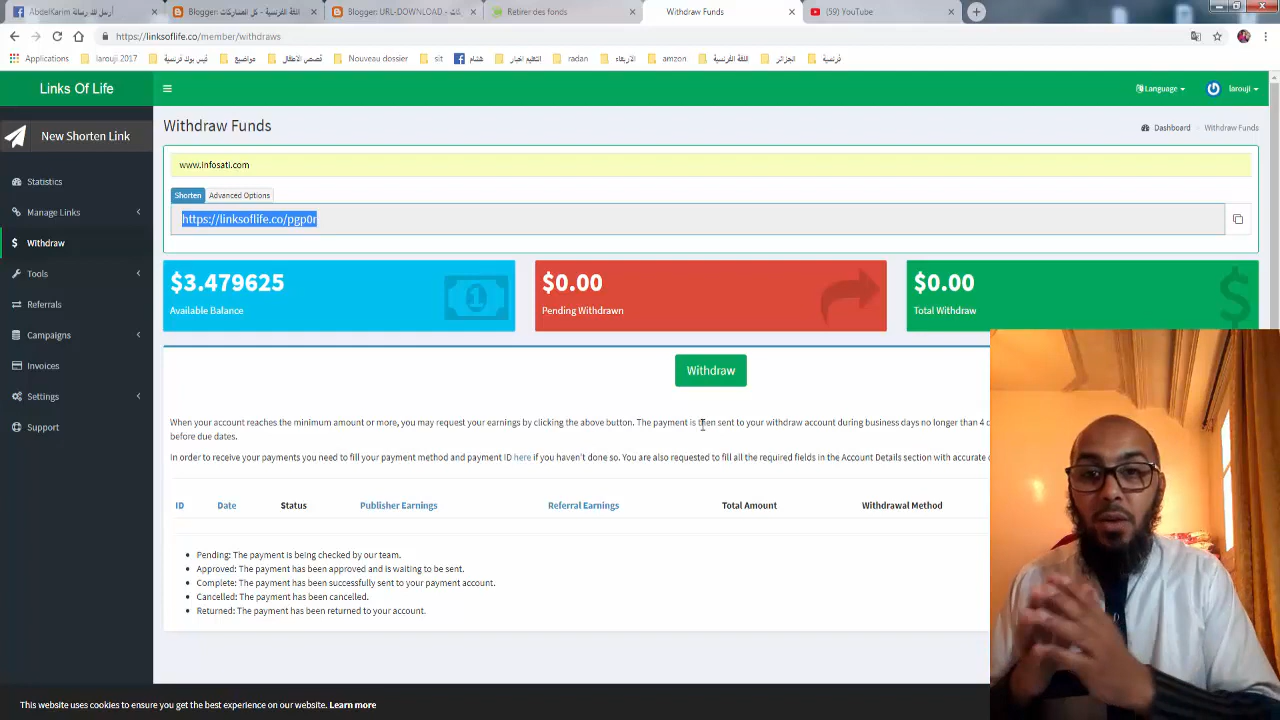 AbdelKarim أرسل لك رسالة
Blogger: كل المشاركات - اللغة الفرنسية
Blogger: URL-DOWNLOAD -
Retirer des fonds
Withdraw Funds
(59) YouTube
https://linksoflife.co/member/withdraws
Applications
larouji 2017
قيس بوك فرنسية
مواضيع
قصص الاطفال
Nouveau dossier
sit
هشام
انتقليم اخبار
radan
الاربعاء
amzon
اللغة الفرنسية
الجزائر
فرنسية
Links Of Life
Language
larouji
New Shorten Link
Withdraw Funds
Dashboard
Withdraw Funds
www.infosati.com
Statistics
Shorten
Advanced Options
Manage Links
https://linksoflife.co/pgp0r
Withdraw
Tools
$3.479625
$0.00
$0.00
Referrals
Available Balance
Pending Withdrawn
Total Withdraw
Campaigns
Invoices
Withdraw
Settings
Support
When your account reaches the minimum amount or more, you may request your earnings by clicking the above button. The payment is then sent to your withdraw account during business days no longer than 4
before due dates.
In order to receive your payments you need to fill your payment method and payment ID here if you haven't done so. You are also requested to fill all the required fields in the Account Details section with accurate
ID
Date
Status
Publisher Earnings
Referral Earnings
Total Amount
Withdrawal Method
Pending: The payment is being checked by our team.
Approved: The payment has been approved and is waiting to be sent.
Complete: The payment has been successfully sent to your payment account.
Cancelled: The payment has been cancelled.
Returned: The payment has been returned to your account.
This website uses cookies to ensure you get the best experience on our website. Learn more